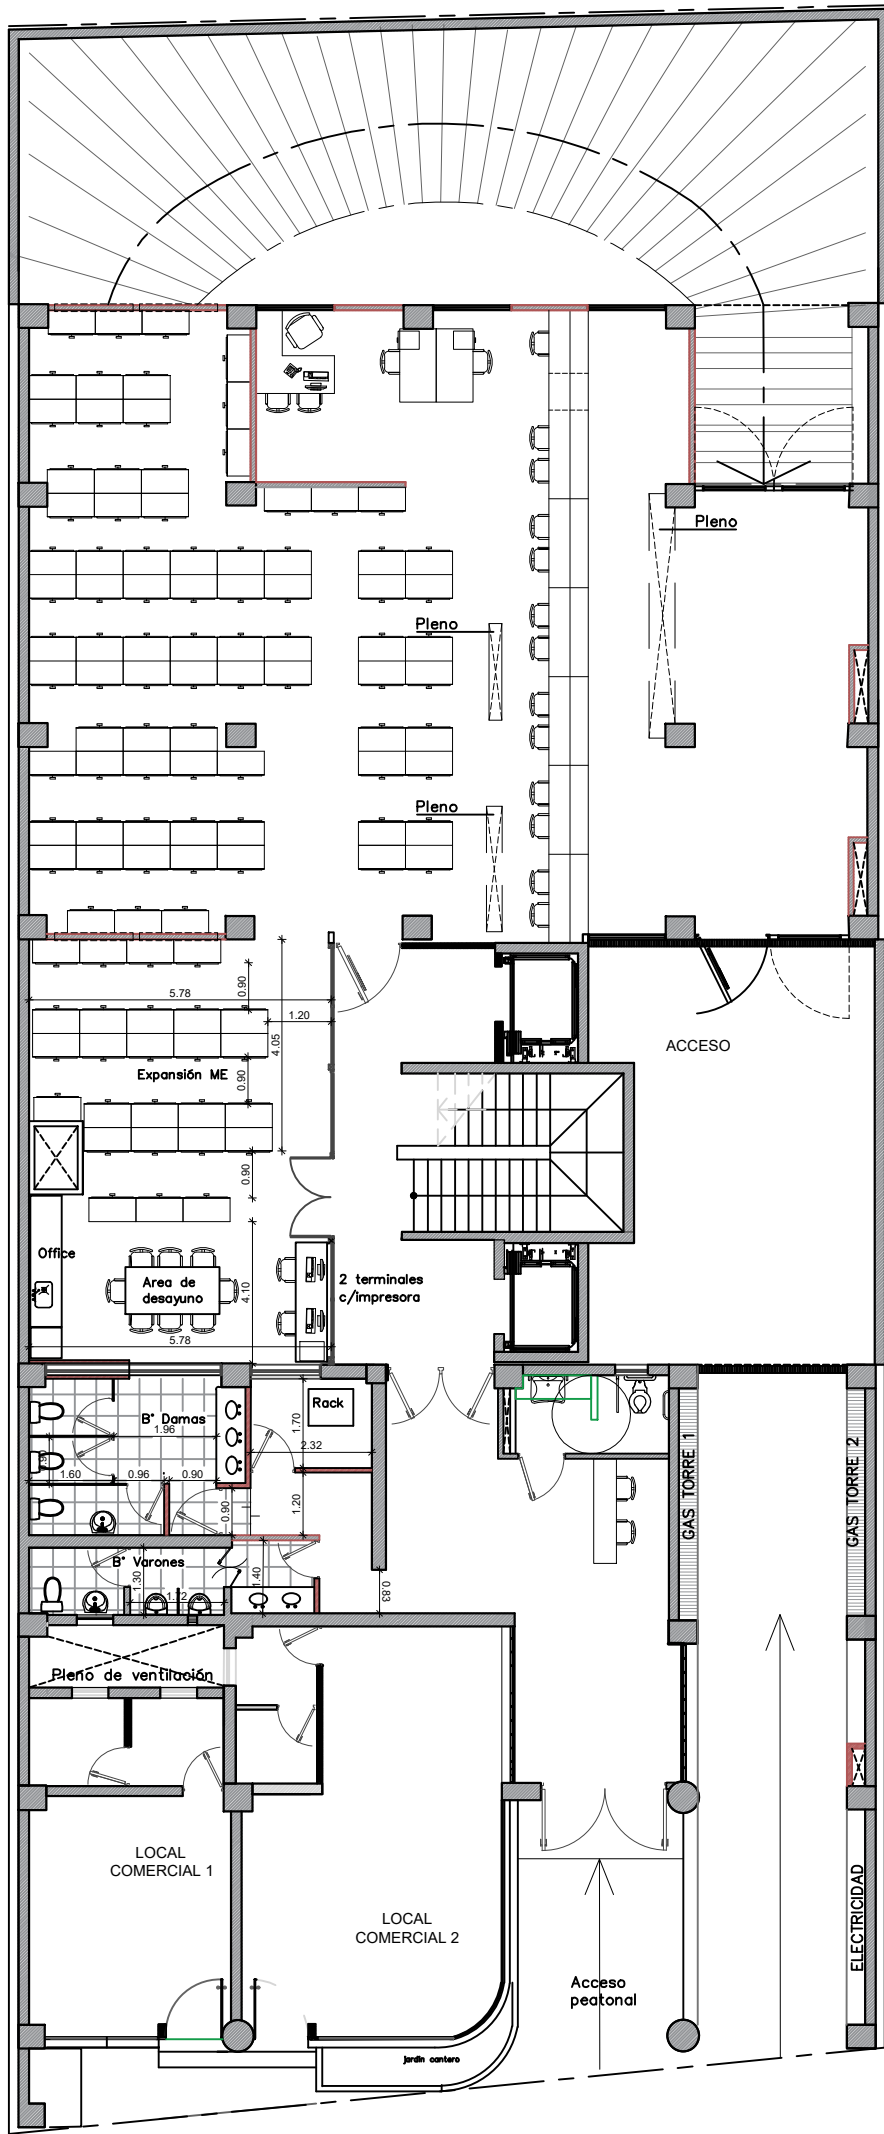 Pleno
Pleno
Pleno
5.78
0.90
1.20
4.05
ACCESO
Expansión ME
0.90
0.90
Office
Area de
desayuno
4.10
2 terminales
c/impresora
5.78
B° Damas
1.96
Rack
1.70
2.32
1.60
0.96
0.90
0.90
1.20
GAS TORRE 1
GAS TORRE 2
B° Varones
1.30
1.72
1.40
0.83
Pleno de ventilación
LOCAL
COMERCIAL 1
LOCAL
COMERCIAL 2
ELECTRICIDAD
Acceso
peatonal
jardin cantero